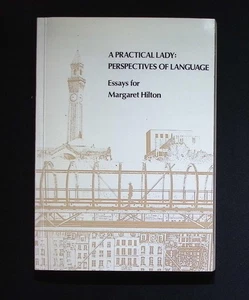 A PRACTICAL LADY:
PERSPECTIVES OF LANGUAGE
Essays for
Margaret Hilton